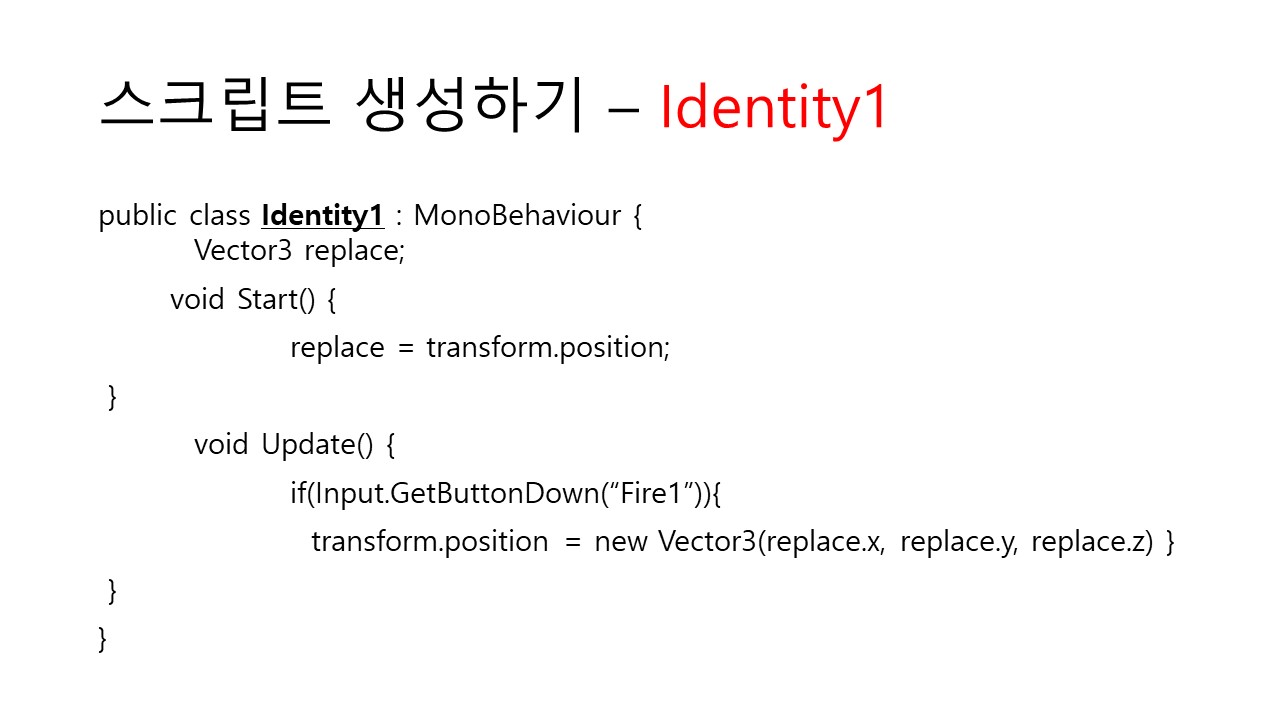 스크립트 생성하기 – Identity1
public class Identity1 : MonoBehaviour {
Vector3 replace;
void Start() {
replace = transform.position;
}
void Update() {
if(Input.GetButtonDown(“Fire1”)){
transform.position = new Vector3(replace.x, replace.y, replace.z) }
}
}